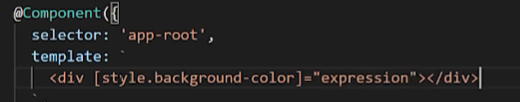 @Component({
selector: 'app-root',
template: `
<div [style.background-color]="expression"></div>
`